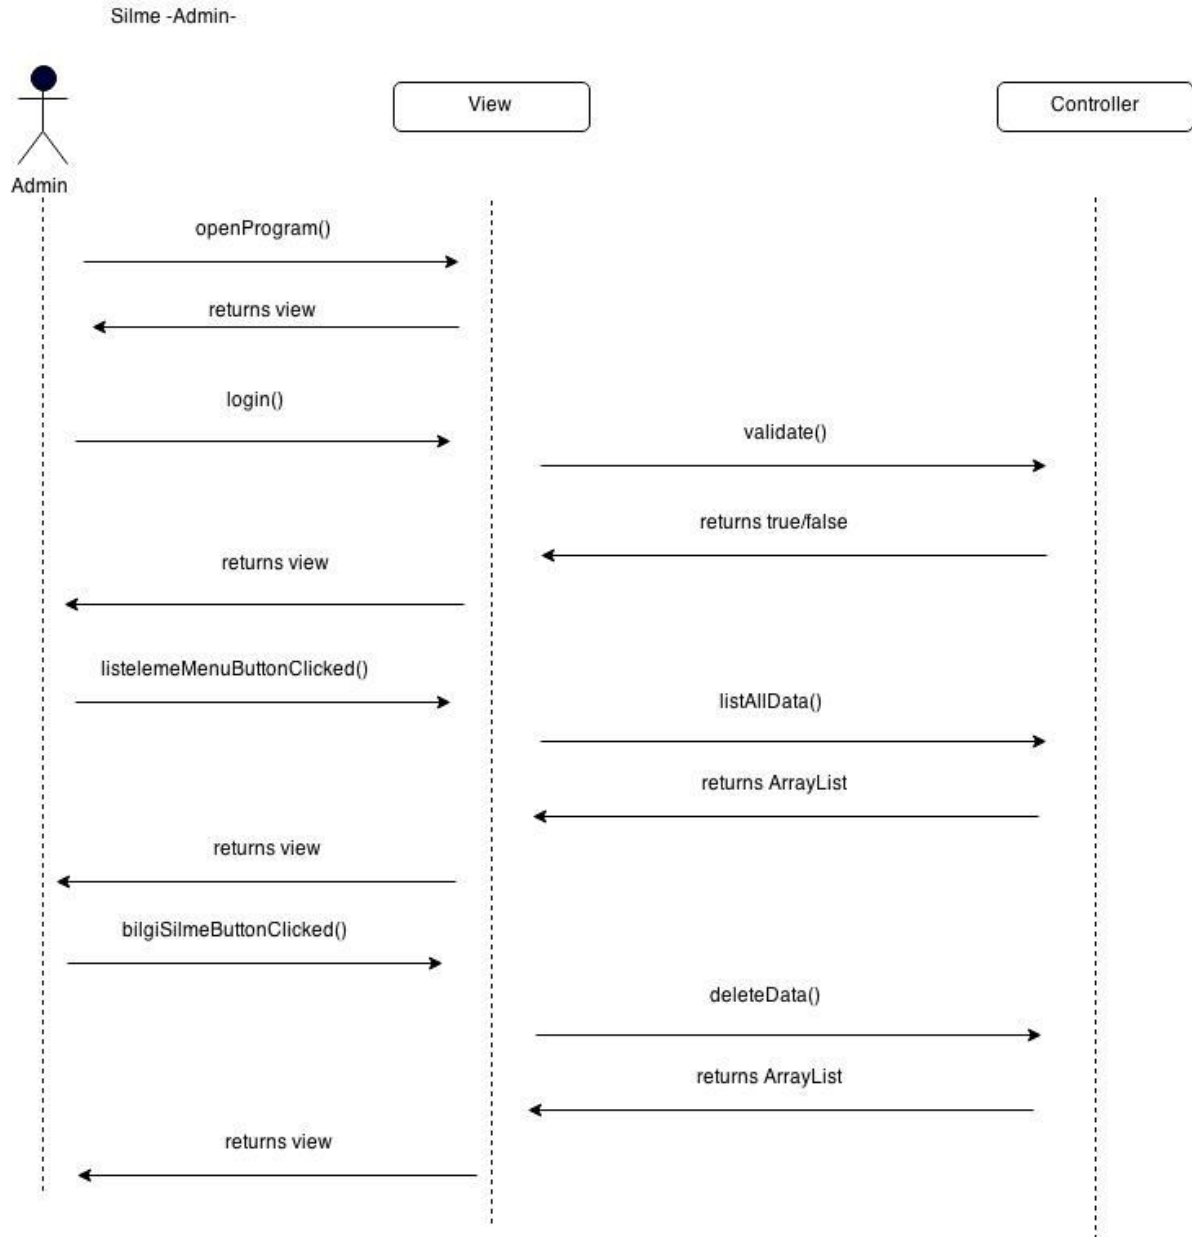 Silme -Admin-
View
Controller
Admin
openProgram()
returns view
login()
validate()
returns true/false
returns view
listelemeMenuButtonClicked()
listAllData()
returns ArrayList
returns view
bilgiSilmeButtonClicked()
deleteData()
returns ArrayList
returns view